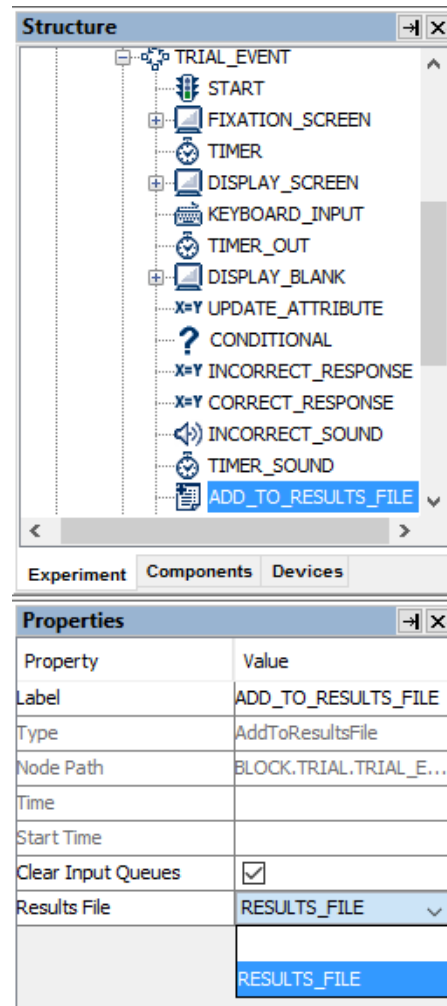 Structure
TRIAL_EVENT
START
FIXATION_SCREEN
TIMER
DISPLAY_SCREEN
KEYBOARD_INPUT
TIMER_OUT
DISPLAY_BLANK
X=Y UPDATE_ATTRIBUTE
? CONDITIONAL
X=Y INCORRECT_RESPONSE
X=Y CORRECT_RESPONSE
INCORRECT_SOUND
TIMER_SOUND
ADD_TO_RESULTS_FILE
Experiment Components Devices
Properties
Property Value
Label ADD_TO_RESULTS_FILE
Type AddToResultsFile
Node Path BLOCK.TRIAL.TRIAL_E...
Time
Start Time
Clear Input Queues
Results File RESULTS_FILE
RESULTS_FILE